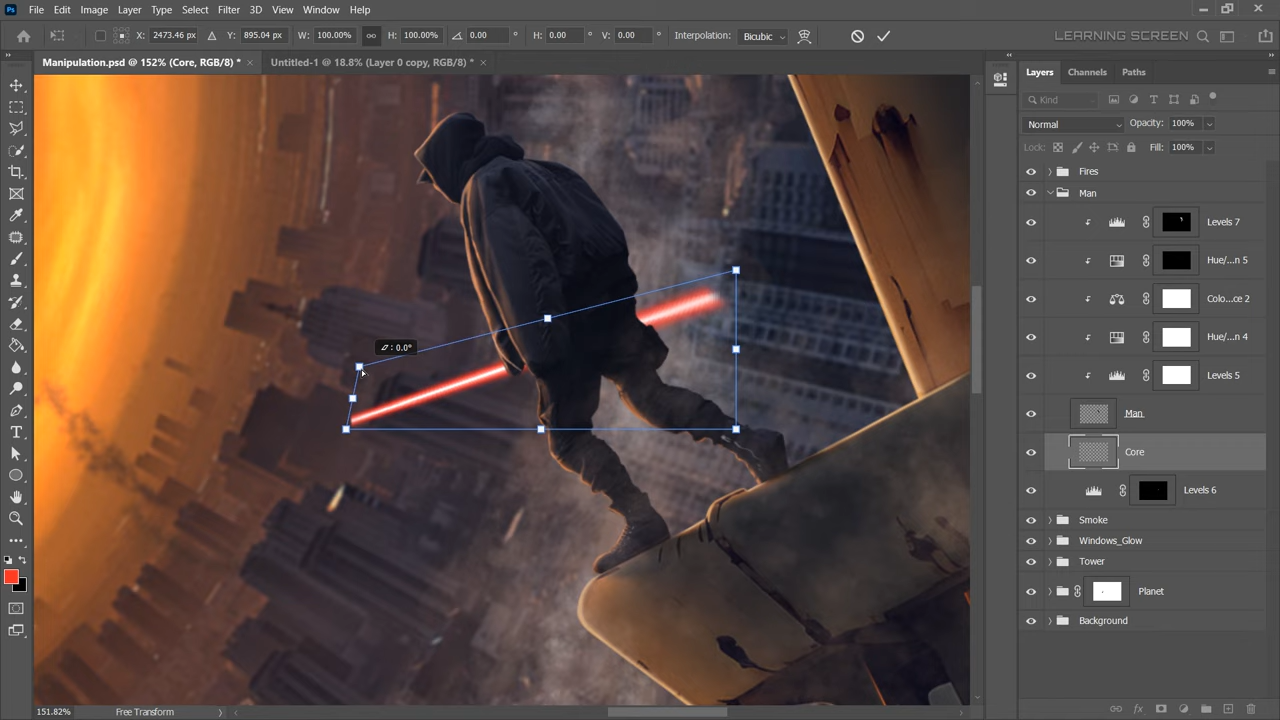 Ps File Edit Image Layer Type Select Filter 3D View Window Help
X: 2473.46 px Y: 895.04 px W: 100.00% H: 100.00% 0.00 ° H: 0.00 ° V: 0.00 ° Interpolation: Bicubic LEARNING SCREEN
Manipulation.psd @ 152% (Core, RGB/8) * × Untitled-1 @ 18.8% (Layer 0 copy, RGB/8) * ×
Layers Channels Paths
Kind
Normal Opacity: 100%
Lock: Fill: 100%
Fires
Man
Levels 7
Hue/...n 5
Colo...ce 2
Hue/...n 4
: 0.0°
Levels 5
Man
Core
Levels 6
Smoke
Windows_Glow
Tower
Planet
Background
151.82% Free Transform